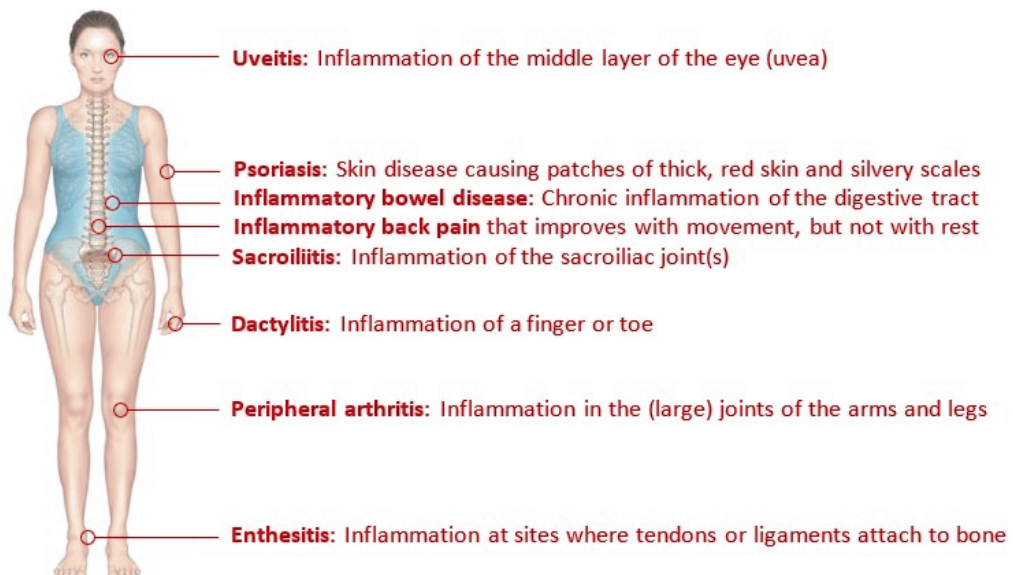 Uveitis: Inflammation of the middle layer of the eye (uvea)
Psoriasis: Skin disease causing patches of thick, red skin and silvery scales
Inflammatory bowel disease: Chronic inflammation of the digestive tract
Inflammatory back pain that improves with movement, but not with rest
Sacroiliitis: Inflammation of the sacroiliac joint(s)
Dactylitis: Inflammation of a finger or toe
Peripheral arthritis: Inflammation in the (large) joints of the arms and legs
Enthesitis: Inflammation at sites where tendons or ligaments attach to bone